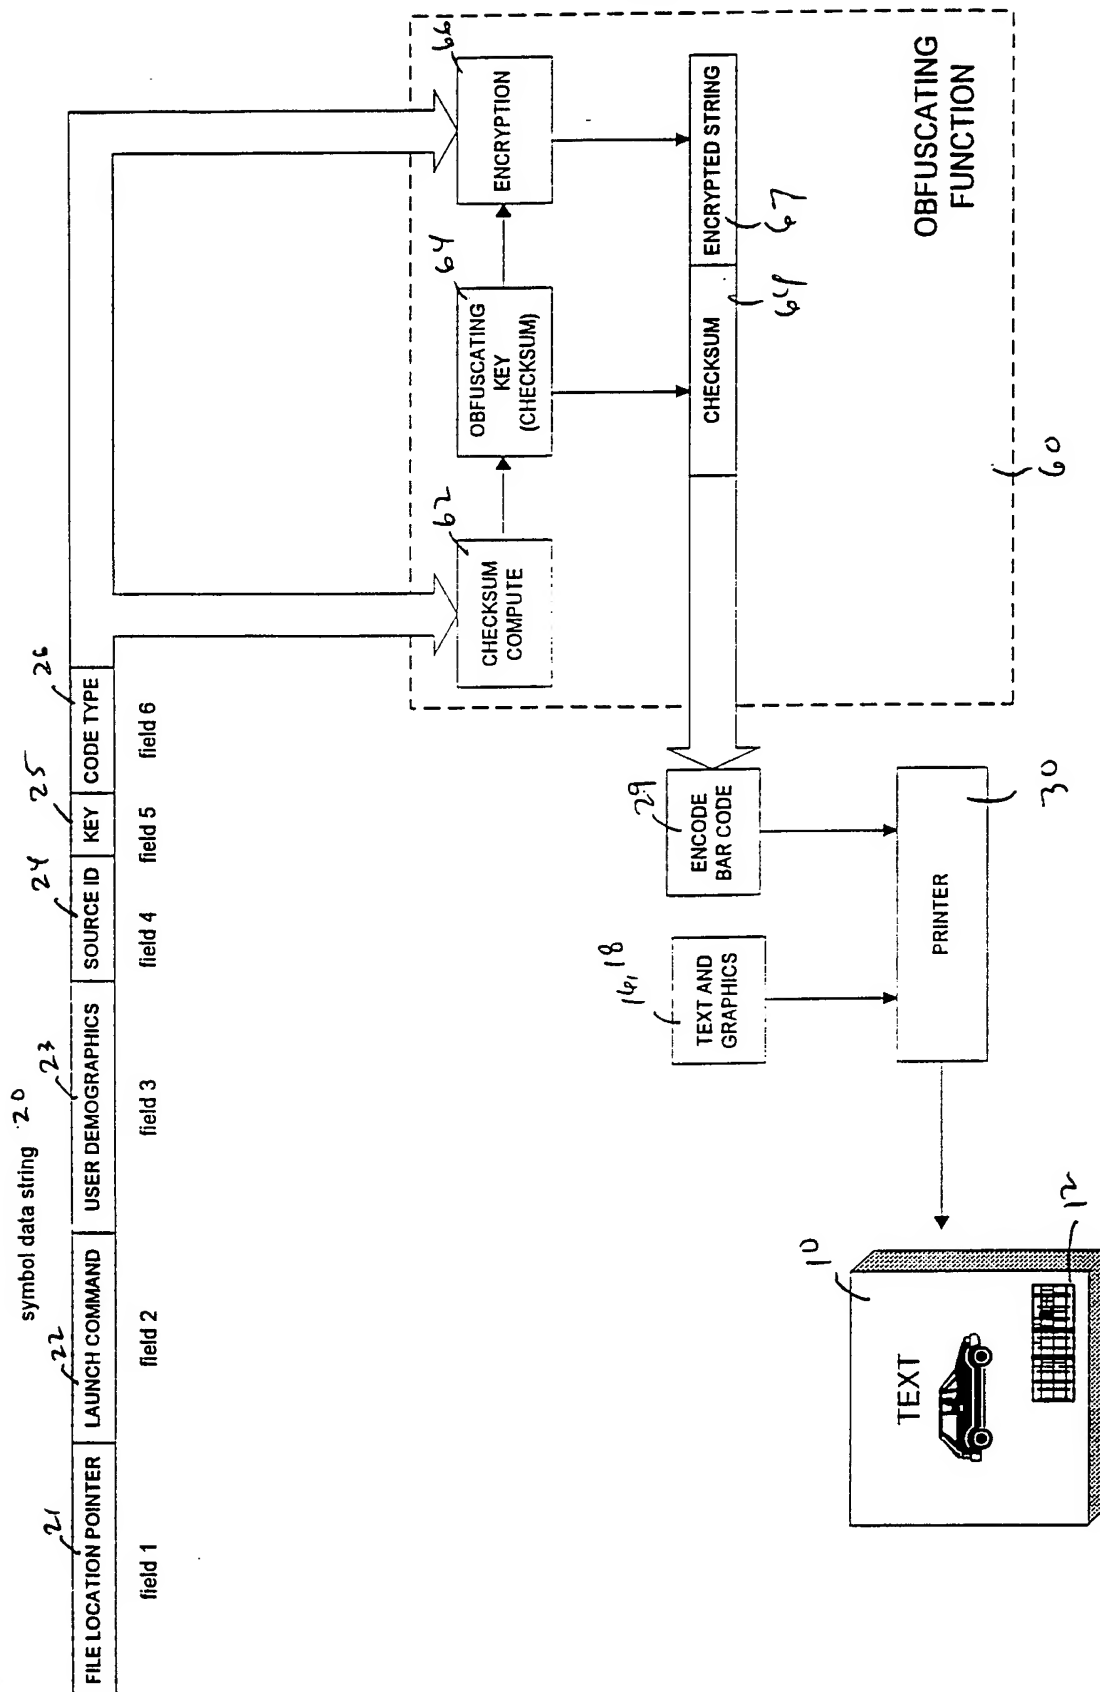 symbol data string 20
21 22 23 24 25 26
FILE LOCATION POINTER LAUNCH COMMAND USER DEMOGRAPHICS SOURCE ID KEY CODE TYPE
field 1 field 2 field 3 field 4 field 5 field 6
62 64 66
CHECKSUM
COMPUTE
OBFUSCATING
KEY
(CHECKSUM)
ENCRYPTION
CHECKSUM ENCRYPTED STRING
64 67
OBFUSCATING
FUNCTION
60
16, 18
TEXT AND
GRAPHICS
29
ENCODE
BAR CODE
PRINTER
30
10
TEXT
12